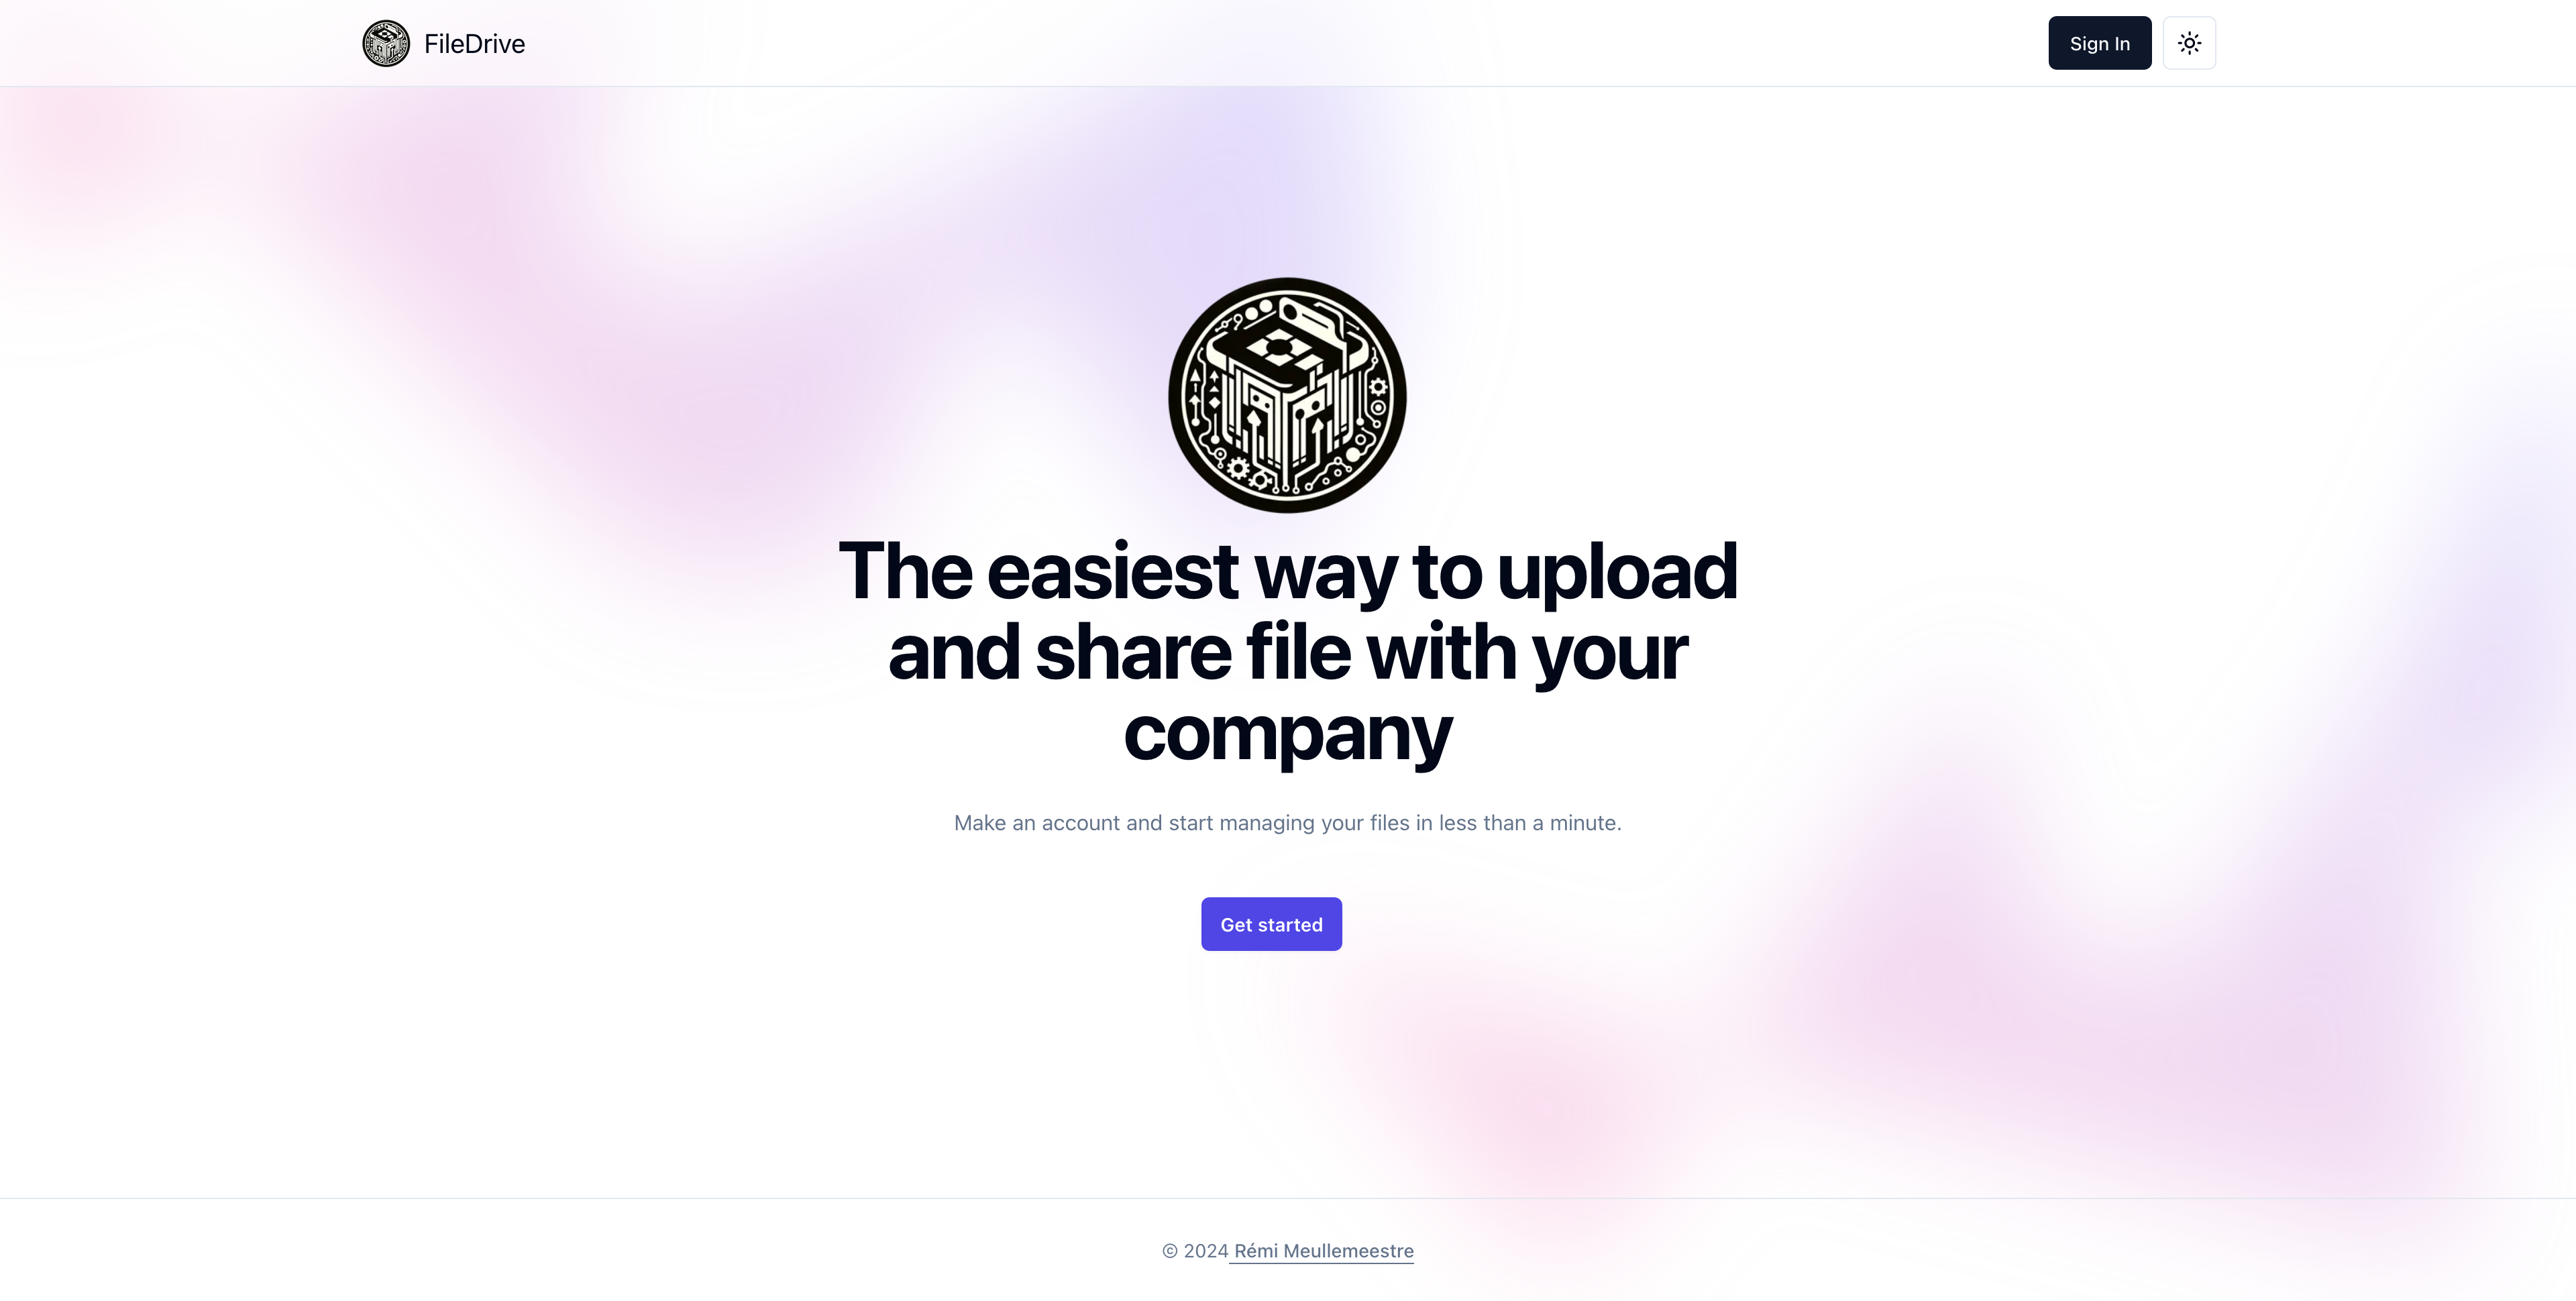 FileDrive
Sign In
The easiest way to upload
and share file with your
company
Make an account and start managing your files in less than a minute.
Get started
© 2024 Rémi Meullemeestre